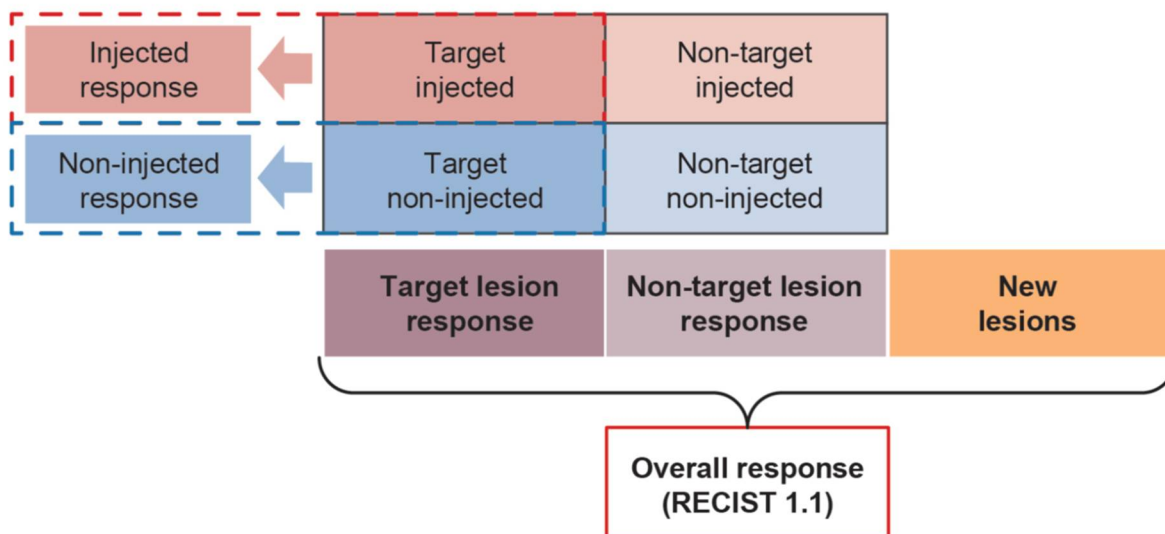 Injected
response
Target
injected
Non-target
injected
Non-injected
response
Target
non-injected
Non-target
non-injected
Target lesion
response
Non-target lesion
response
New
lesions
Overall response
(RECIST 1.1)